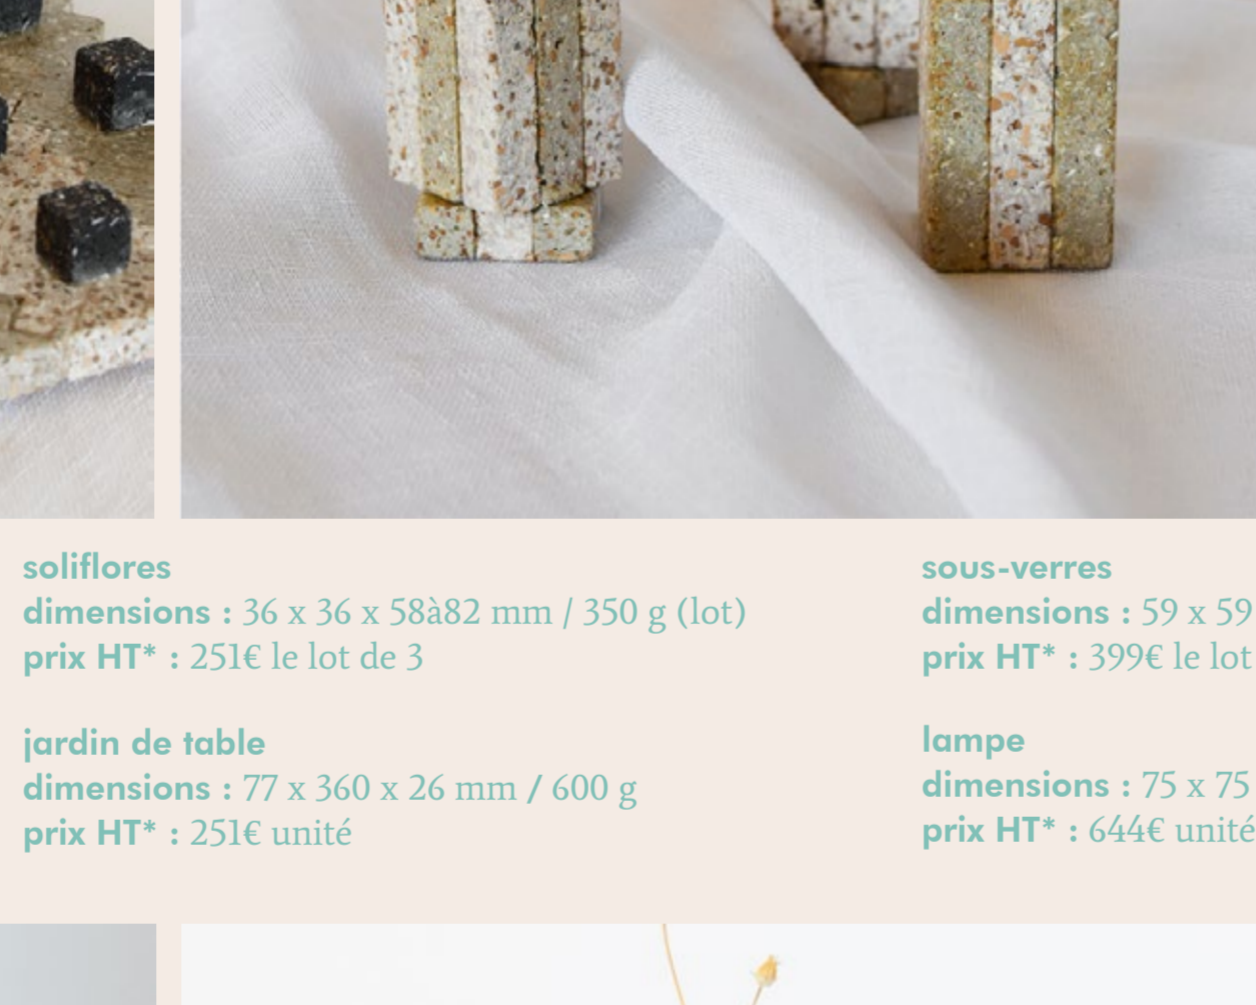 soliflores
dimensions : 36 x 36 x 58à82 mm / 350 g (lot)
prix HT* : 251€ le lot de 3
jardin de table
dimensions : 77 x 360 x 26 mm / 600 g
prix HT* : 251€ unité
sous-verres
dimensions : 59 x 59
prix HT* : 399€ le lot
lampe
dimensions : 75 x 75
prix HT* : 644€ unité